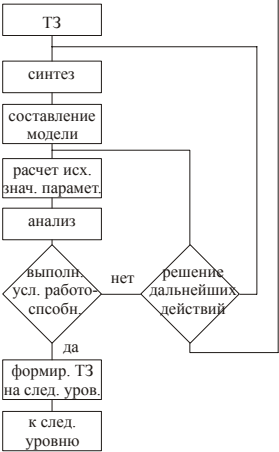 ТЗ
синтез
составление
модели
расчет исх.
знач. парамет.
анализ
выполн.
усл. работо-
спсобн.
нет
решение
дальнейших
действий
да
формир. ТЗ
на след. уров.
к след.
уровню